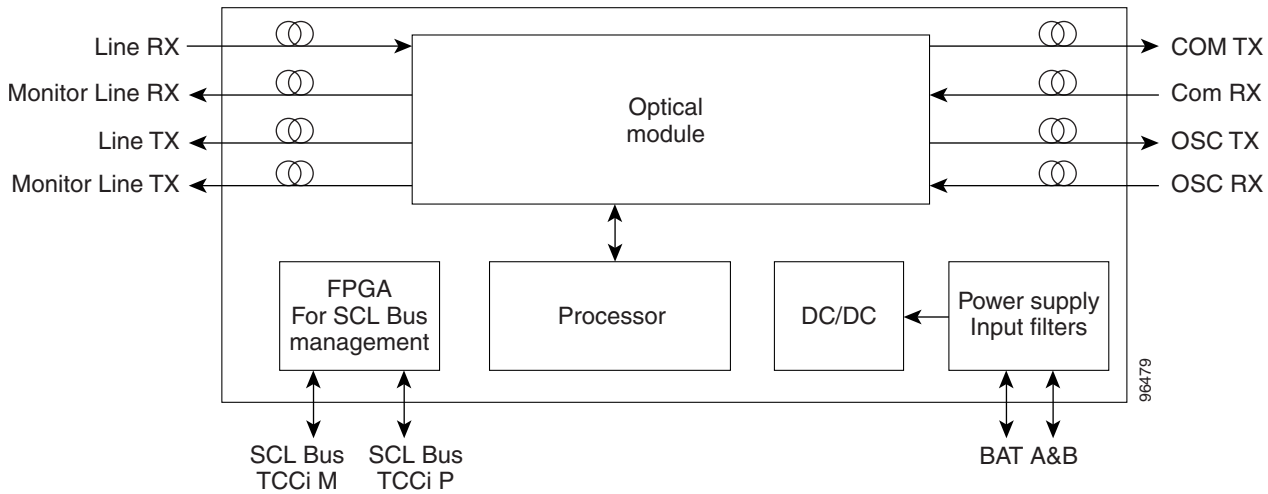 Line RX
COM TX
Monitor Line RX
Com RX
Line TX
OSC TX
Monitor Line TX
OSC RX
Optical
module
FPGA
For SCL Bus
management
Processor
DC/DC
Power supply
Input filters
96479
SCL Bus
TCCi M
SCL Bus
TCCi P
BAT A&B